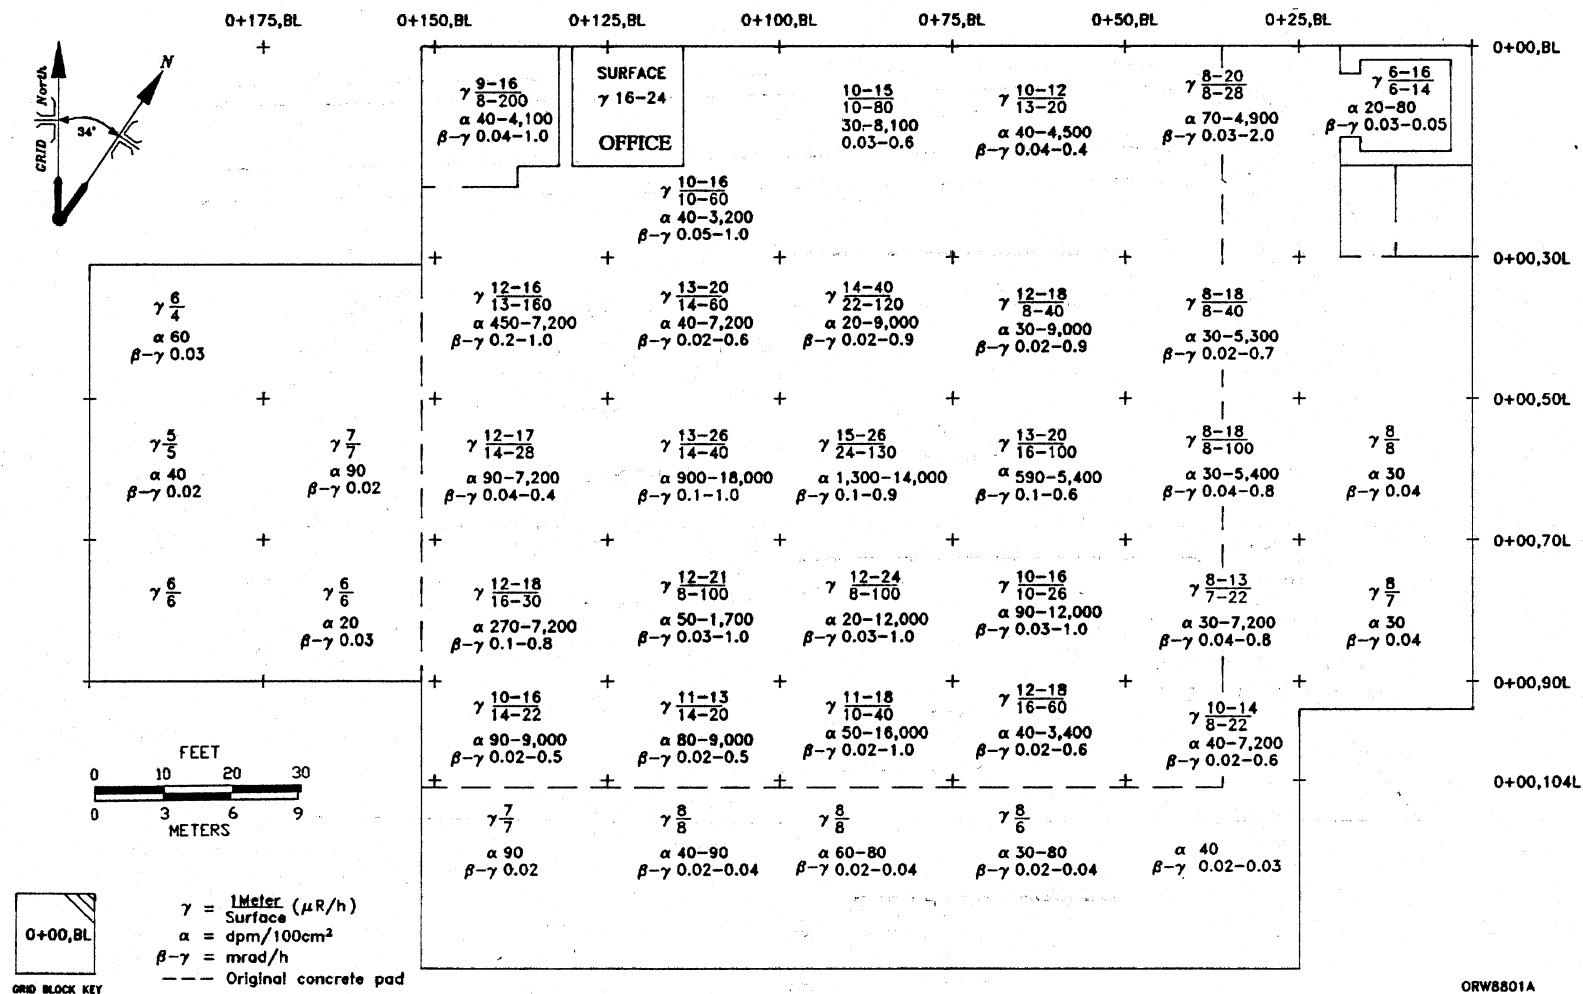 0+175,BL 0+150,BL 0+125,BL 0+100,BL 0+75,BL 0+50,BL 0+25,BL
0+00,BL
GRID North
N
34°
γ 9-16
8-200
α 40-4,100
β-γ 0.04-1.0
SURFACE
γ 16-24
OFFICE
10-15
10-80
30-8,100
0.03-0.6
γ 10-12
13-20
α 40-4,500
β-γ 0.04-0.4
γ 8-20
8-28
α 70-4,900
β-γ 0.03-2.0
γ 6-16
6-14
α 20-80
β-γ 0.03-0.05
γ 10-16
10-60
α 40-3,200
β-γ 0.05-1.0
0+00,30L
γ 6
4
α 60
β-γ 0.03
γ 12-16
13-160
α 450-7,200
β-γ 0.2-1.0
γ 13-20
14-60
α 40-7,200
β-γ 0.02-0.6
γ 14-40
22-120
α 20-9,000
β-γ 0.02-0.9
γ 12-18
8-40
α 30-9,000
β-γ 0.02-0.9
γ 8-18
8-40
α 30-5,300
β-γ 0.02-0.7
0+00,50L
γ 5
5
α 40
β-γ 0.02
γ 7
7
α 90
β-γ 0.02
γ 12-17
14-28
α 90-7,200
β-γ 0.04-0.4
γ 13-26
14-40
α 900-18,000
β-γ 0.1-1.0
γ 15-26
24-130
α 1,300-14,000
β-γ 0.1-0.9
γ 13-20
16-100
α 590-5,400
β-γ 0.1-0.6
γ 8-18
8-100
α 30-5,400
β-γ 0.04-0.8
γ 8
8
α 30
β-γ 0.04
0+00,70L
γ 6
6
γ 6
6
α 20
β-γ 0.03
γ 12-18
16-30
α 270-7,200
β-γ 0.1-0.8
γ 12-21
8-100
α 50-1,700
β-γ 0.03-1.0
γ 12-24
8-100
α 20-12,000
β-γ 0.03-1.0
γ 10-16
10-26
α 90-12,000
β-γ 0.03-1.0
γ 8-13
7-22
α 30-7,200
β-γ 0.04-0.8
γ 8
7
α 30
β-γ 0.04
0+00,90L
γ 10-16
14-22
α 90-9,000
β-γ 0.02-0.5
γ 11-13
14-20
α 80-9,000
β-γ 0.02-0.5
γ 11-18
10-40
α 50-16,000
β-γ 0.02-1.0
γ 12-18
16-60
α 40-3,400
β-γ 0.02-0.6
γ 10-14
8-22
α 40-7,200
β-γ 0.02-0.6
0+00,104L
FEET
0 10 20 30
0 3 6 9
METERS
γ 7
7
α 90
β-γ 0.02
γ 8
8
α 40-90
β-γ 0.02-0.04
γ 8
8
α 60-80
β-γ 0.02-0.04
γ 8
6
α 30-80
β-γ 0.02-0.04
α 40
β-γ 0.02-0.03
0+00,BL
GRID BLOCK KEY
γ = 1Meter (μR/h)
Surface
α = dpm/100cm²
β-γ = mrad/h
--- Original concrete pad
ORW8801A